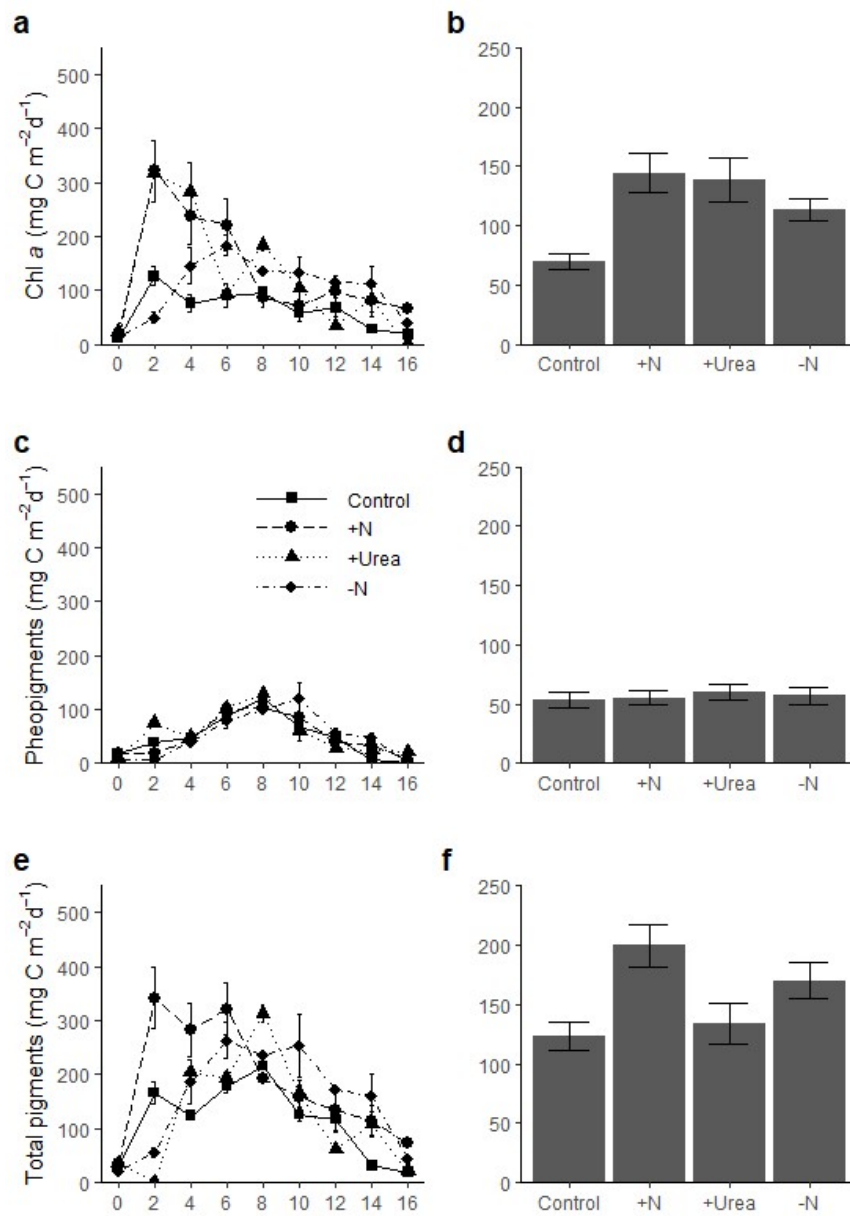 a
Chl a (mg C m⁻²d⁻¹)
500
400
300
200
100
0
0 2 4 6 8 10 12 14 16
b
250
200
150
100
50
0
Control +N +Urea -N
c
Pheopigments (mg C m⁻²d⁻¹)
500
400
300
200
100
0
Control
+N
+Urea
-N
0 2 4 6 8 10 12 14 16
d
250
200
150
100
50
0
Control +N +Urea -N
e
Total pigments (mg C m⁻²d⁻¹)
500
400
300
200
100
0
0 2 4 6 8 10 12 14 16
f
250
200
150
100
50
0
Control +N +Urea -N